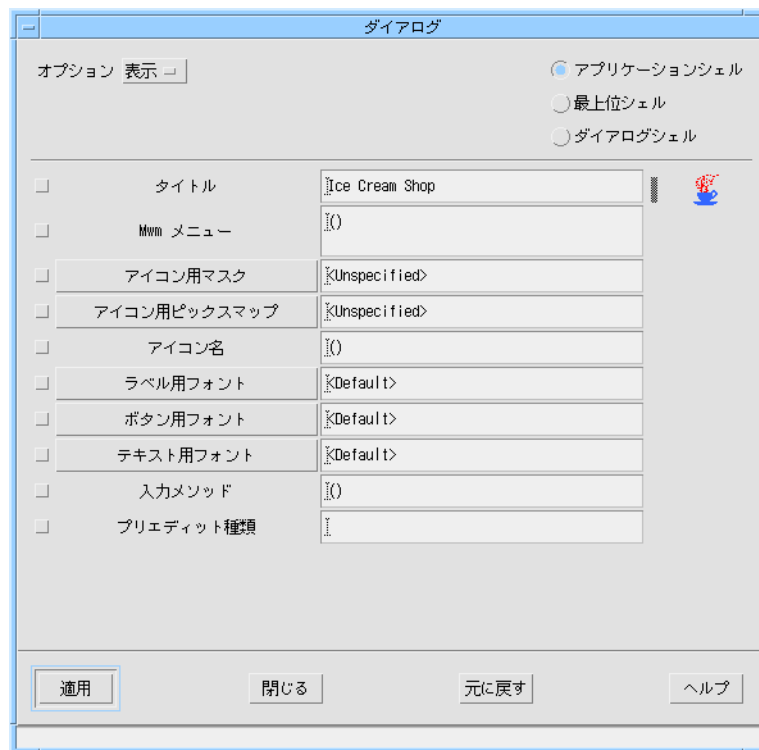 ダイアログ
オプション 表示
アプリケーションシェル
最上位シェル
ダイアログシェル
タイトル Ice Cream Shop
Mwm メニュー ()
アイコン用マスク <Unspecified>
アイコン用ピックスマップ <Unspecified>
アイコン名 ()
ラベル用フォント <Default>
ボタン用フォント <Default>
テキスト用フォント <Default>
入力メソッド ()
プリエディット種類
適用 閉じる 元に戻す ヘルプ